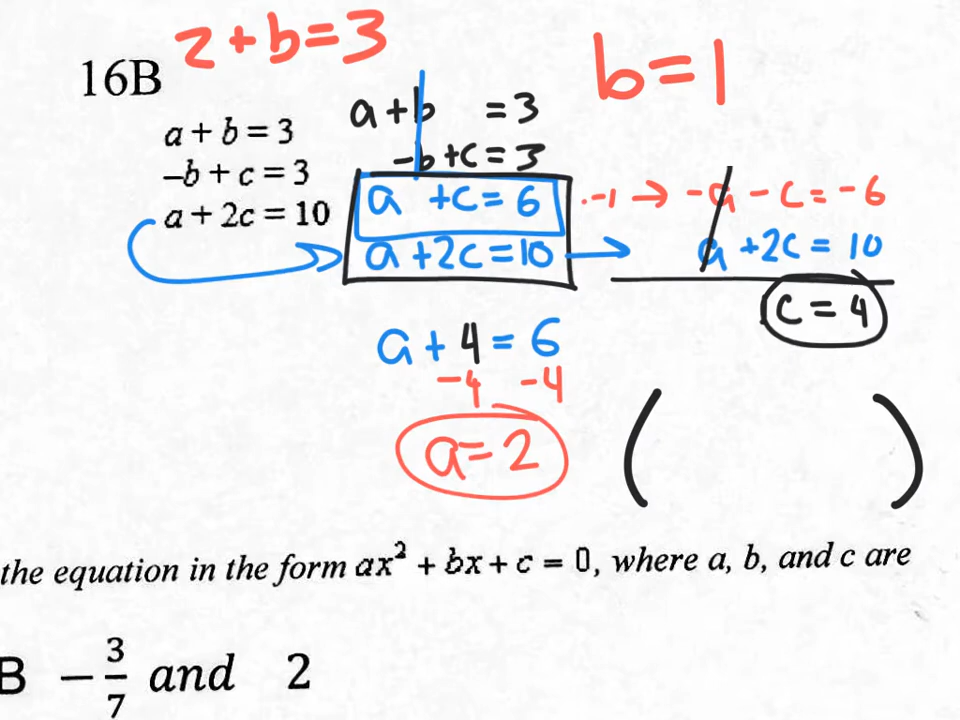 2+b=3
b=1
16B
a + b = 3
–b + c = 3
a + 2c = 10
a+b =3
-b+c=3
a +c=6
a+2c=10
·-1 → -a - c = -6
a +2c = 10
c = 4
a + 4 = 6
-4 -4
a=2
( )
the equation in the form ax² + bx + c = 0, where a, b, and c are
B −3/7 and 2